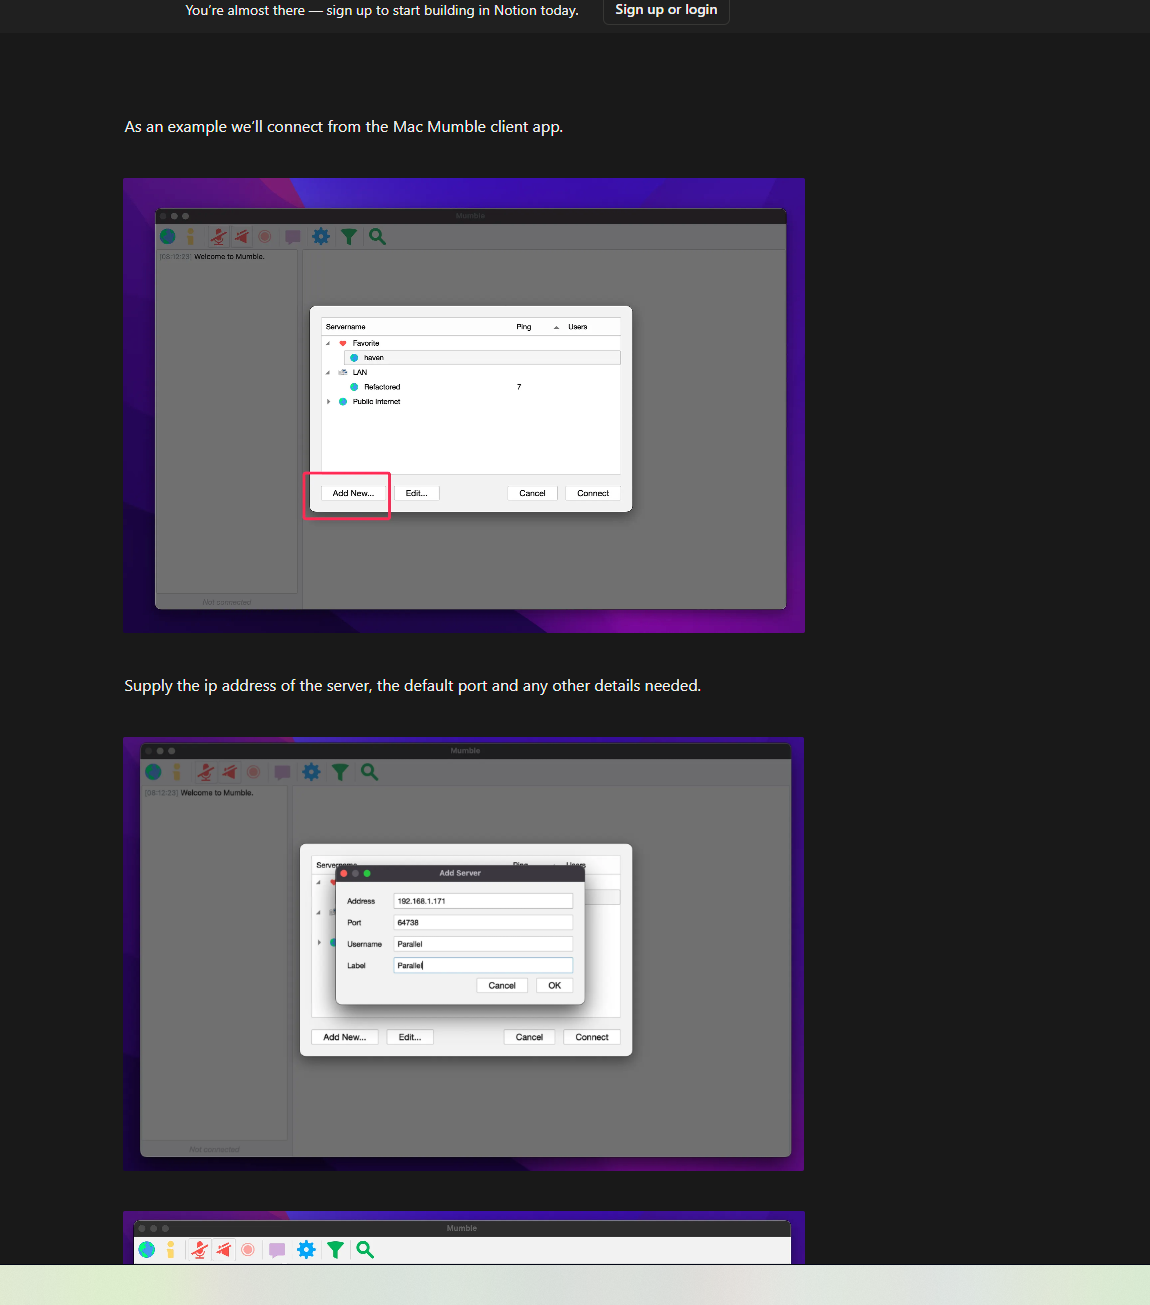 You're almost there — sign up to start building in Notion today. Sign up or login
As an example we'll connect from the Mac Mumble client app.
Mumble
[08:12:23] Welcome to Mumble.
Servername Ping Users
Favorite
haven
LAN
Refactored 7
Public Internet
Add New... Edit... Cancel Connect
Not connected
Supply the ip address of the server, the default port and any other details needed.
Mumble
[08:12:23] Welcome to Mumble.
Servername Ping Users
Add Server
Address 192.168.1.171
Port 64738
Username Parallel
Label Parallel
Cancel OK
Add New... Edit... Cancel Connect
Not connected
Mumble